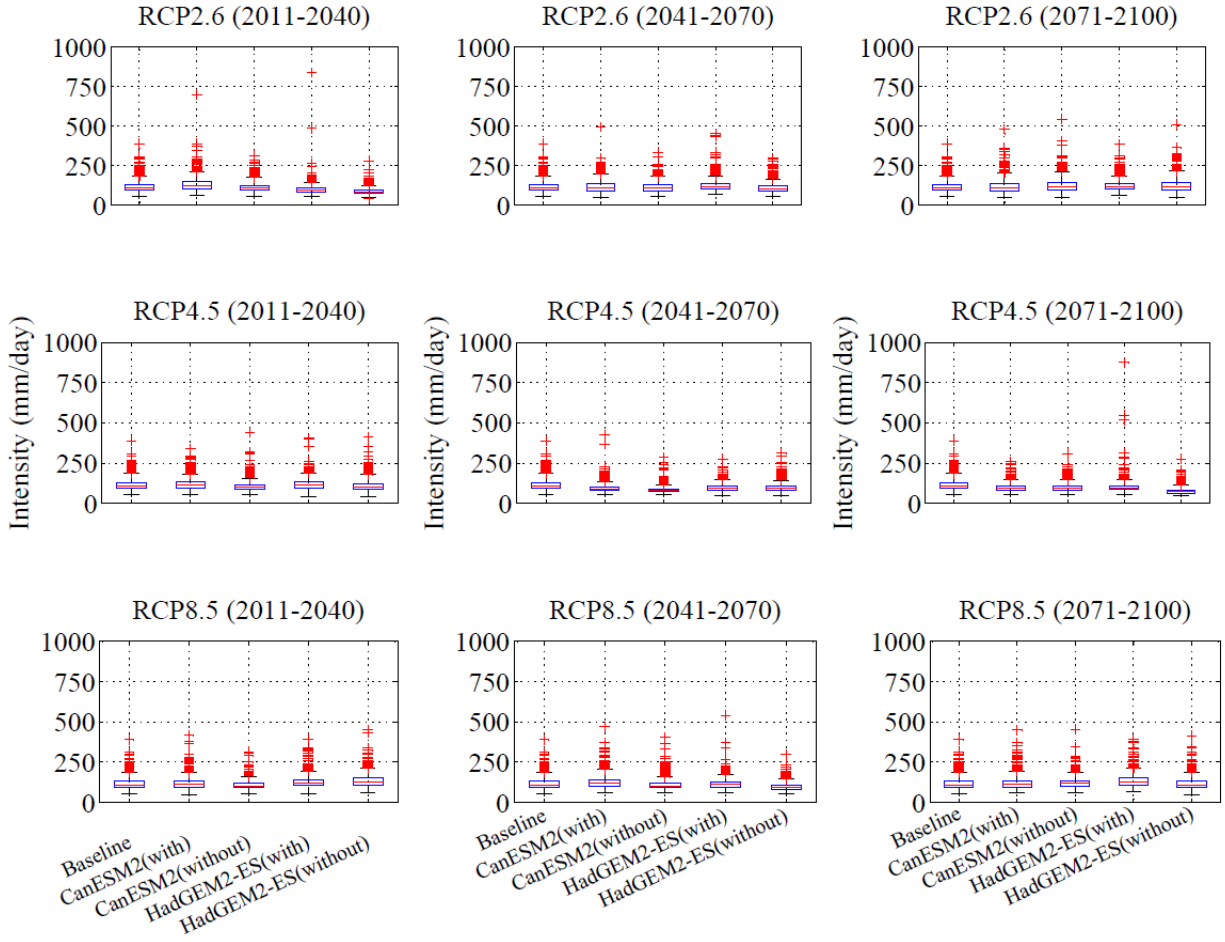 RCP2.6 (2011-2040)
RCP2.6 (2041-2070)
RCP2.6 (2071-2100)
1000
750
500
250
0
1000
750
500
250
0
1000
750
500
250
0
RCP4.5 (2011-2040)
RCP4.5 (2041-2070)
RCP4.5 (2071-2100)
Intensity (mm/day)
1000
750
500
250
0
Intensity (mm/day)
1000
750
500
250
0
Intensity (mm/day)
1000
750
500
250
0
RCP8.5 (2011-2040)
RCP8.5 (2041-2070)
RCP8.5 (2071-2100)
1000
750
500
250
0
1000
750
500
250
0
1000
750
500
250
0
Baseline
CanESM2(with)
CanESM2(without)
HadGEM2-ES(with)
HadGEM2-ES(without)
Baseline
CanESM2(with)
CanESM2(without)
HadGEM2-ES(with)
HadGEM2-ES(without)
Baseline
CanESM2(with)
CanESM2(without)
HadGEM2-ES(with)
HadGEM2-ES(without)